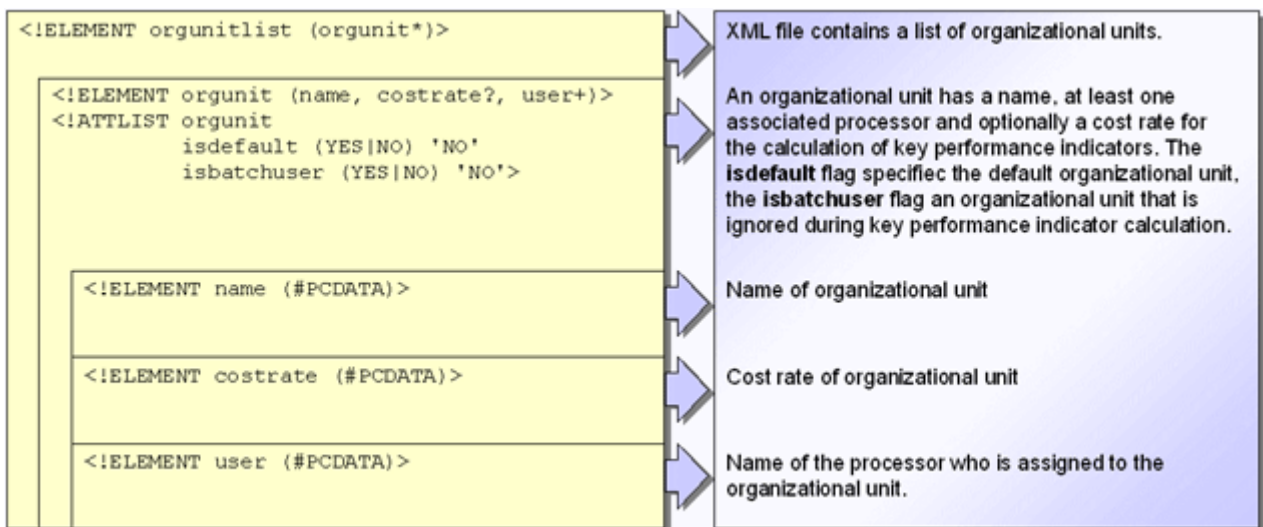 <!ELEMENT orgunitlist (orgunit*)>
XML file contains a list of organizational units.
<!ELEMENT orgunit (name, costrate?, user+)>
<!ATTLIST orgunit
isdefault (YES|NO) 'NO'
isbatchuser (YES|NO) 'NO'>
An organizational unit has a name, at least one
associated processor and optionally a cost rate for
the calculation of key performance indicators. The
isdefault flag specifiec the default organizational unit,
the isbatchuser flag an organizational unit that is
ignored during key performance indicator calculation.
<!ELEMENT name (#PCDATA)>
Name of organizational unit
<!ELEMENT costrate (#PCDATA)>
Cost rate of organizational unit
<!ELEMENT user (#PCDATA)>
Name of the processor who is assigned to the
organizational unit.